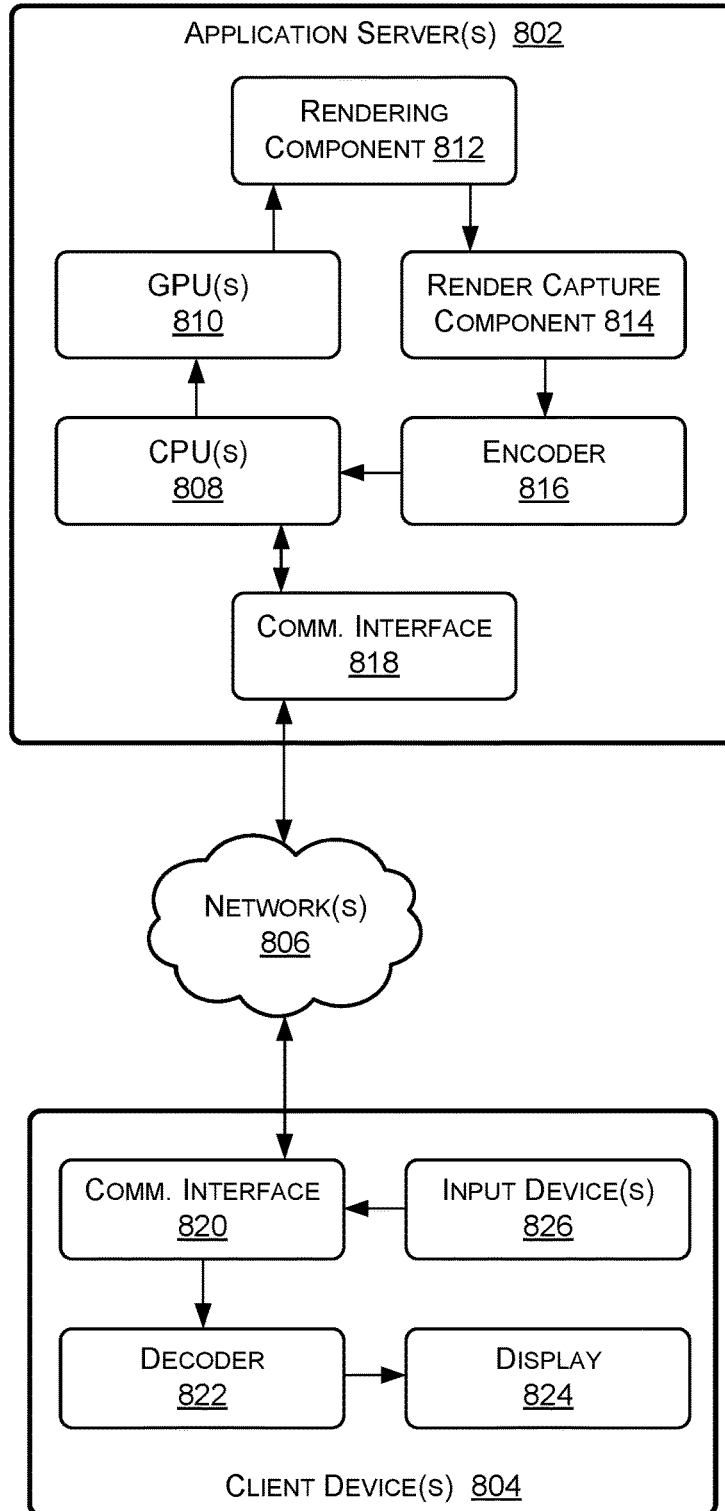 APPLICATION SERVER(S) 802
RENDERING
COMPONENT 812
GPU(S)
810
RENDER CAPTURE
COMPONENT 814
CPU(S)
808
ENCODER
816
COMM. INTERFACE
818
NETWORK(S)
806
COMM. INTERFACE
820
INPUT DEVICE(S)
826
DECODER
822
DISPLAY
824
CLIENT DEVICE(S) 804